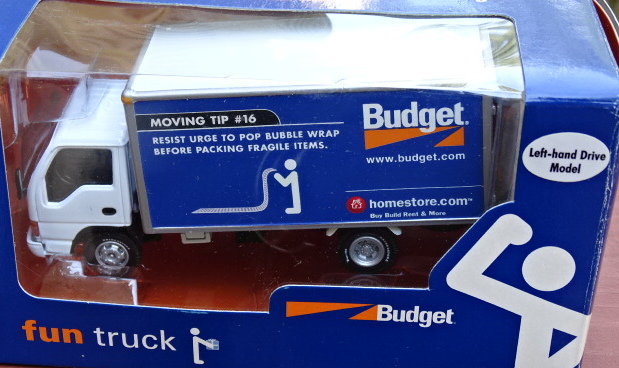 MOVING TIP #16
RESIST URGE TO POP BUBBLE WRAP
BEFORE PACKING FRAGILE ITEMS.
Budget.
www.budget.com
homestore.com™
Buy Build Rent & More
Left-hand Drive
Model
Budget.
fun truck